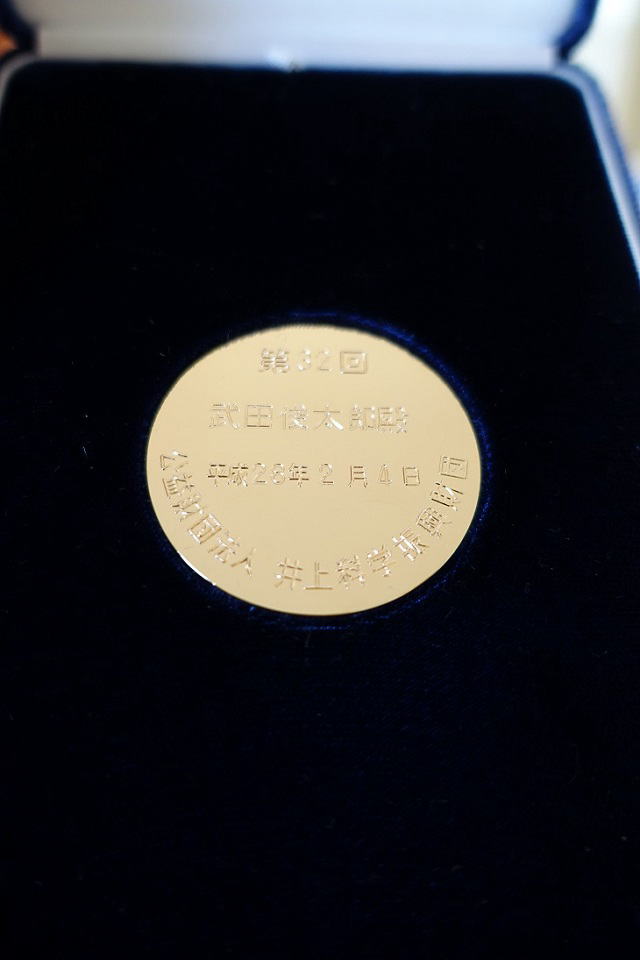 第32回
武田俊太郎殿
平成28年2月4日
公益財団法人 井上科学振興財団